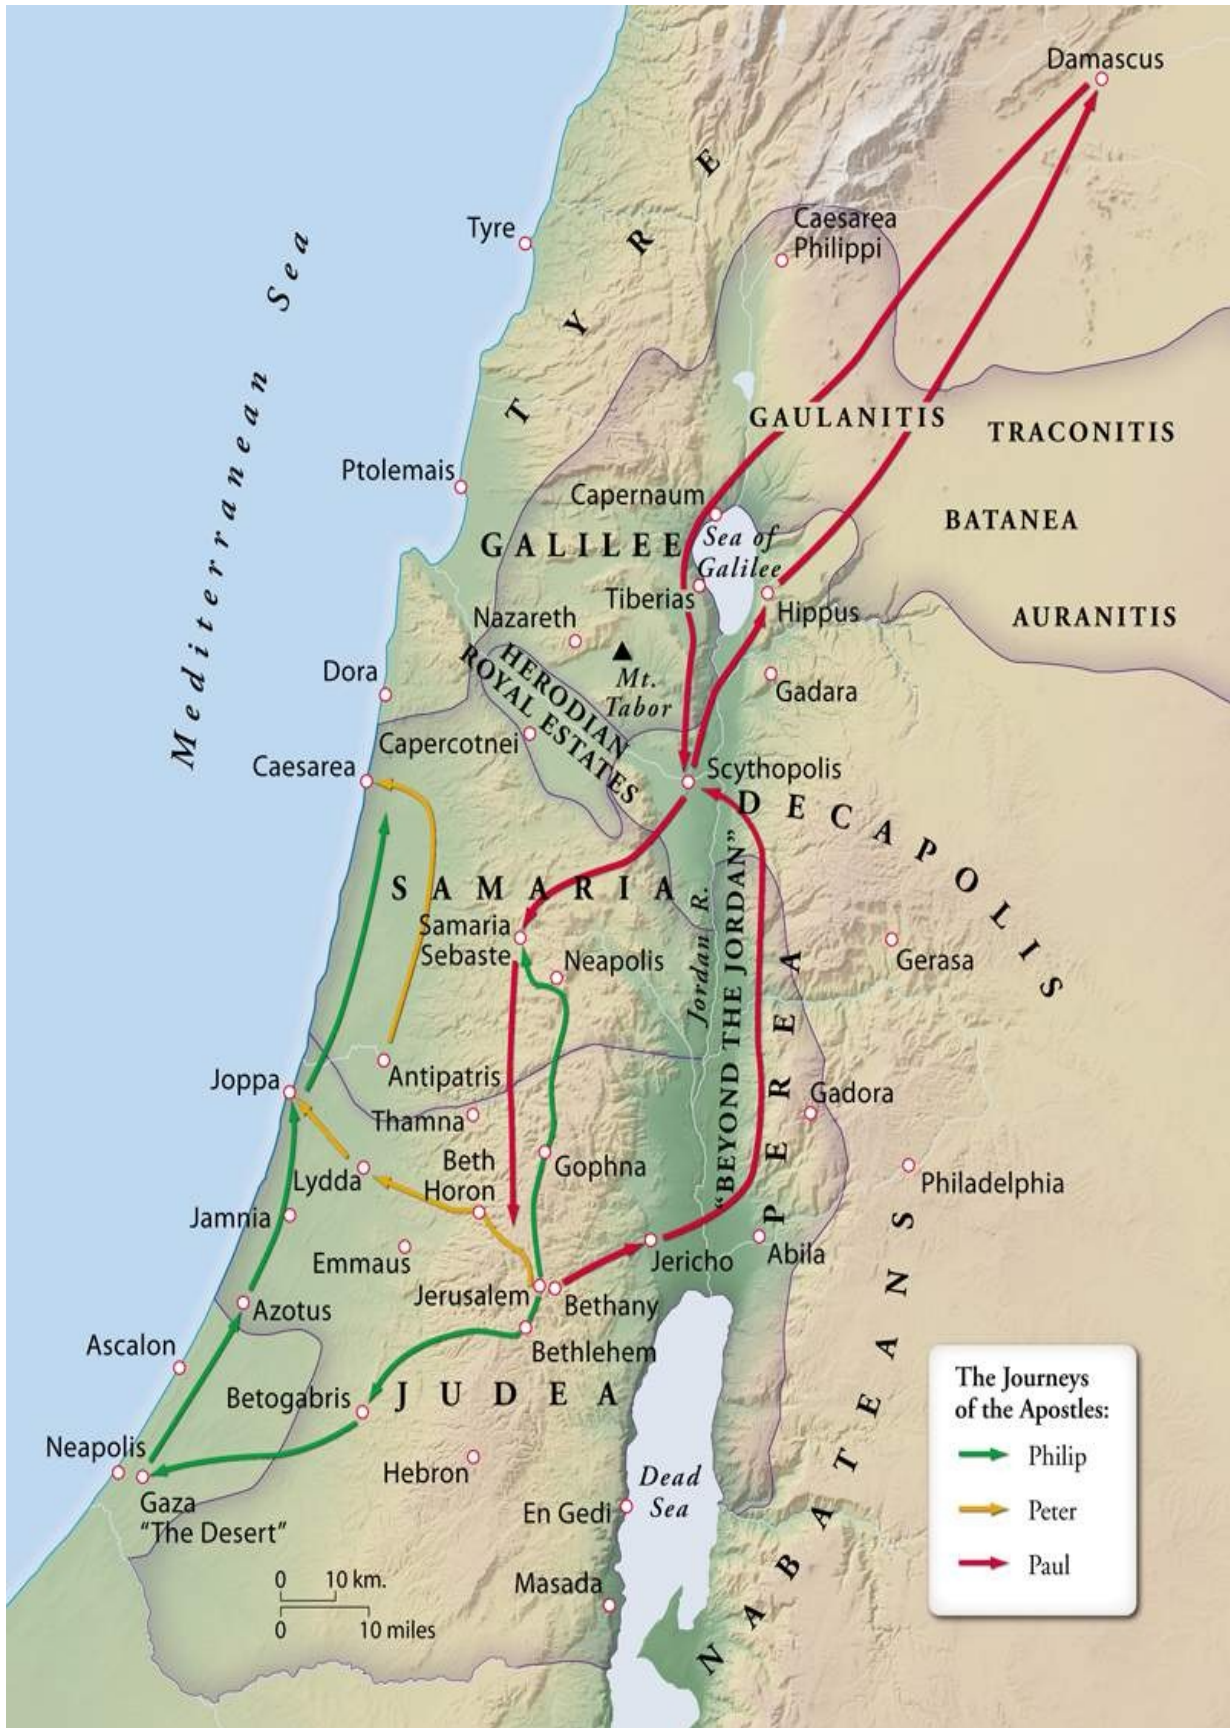 Damascus
Tyre
Caesarea
Philippi
TYRE
Mediterranean Sea
GAULANITIS
TRACONITIS
Ptolemais
Capernaum
BATANEA
GALILEE
Sea of
Galilee
Tiberias
Hippus
AURANITIS
Nazareth
HERODIAN
ROYAL ESTATES
Mt.
Tabor
Gadara
Dora
Capercotnei
Caesarea
Scythopolis
DECAPOLIS
SAMARIA
Samaria
Sebaste
Neapolis
Jordan R.
"BEYOND THE JORDAN"
PEREA
Gerasa
Antipatris
Joppa
Thamna
Gadora
Beth
Horon
Gophna
Lydda
Philadelphia
Jamnia
Emmaus
Jericho
Abila
Jerusalem
Bethany
Azotus
Bethlehem
Ascalon
Betogabris
JUDEA
NABATEANS
Neapolis
Hebron
Gaza
"The Desert"
En Gedi
Dead
Sea
Masada
0 10 km.
0 10 miles
The Journeys
of the Apostles:
Philip
Peter
Paul